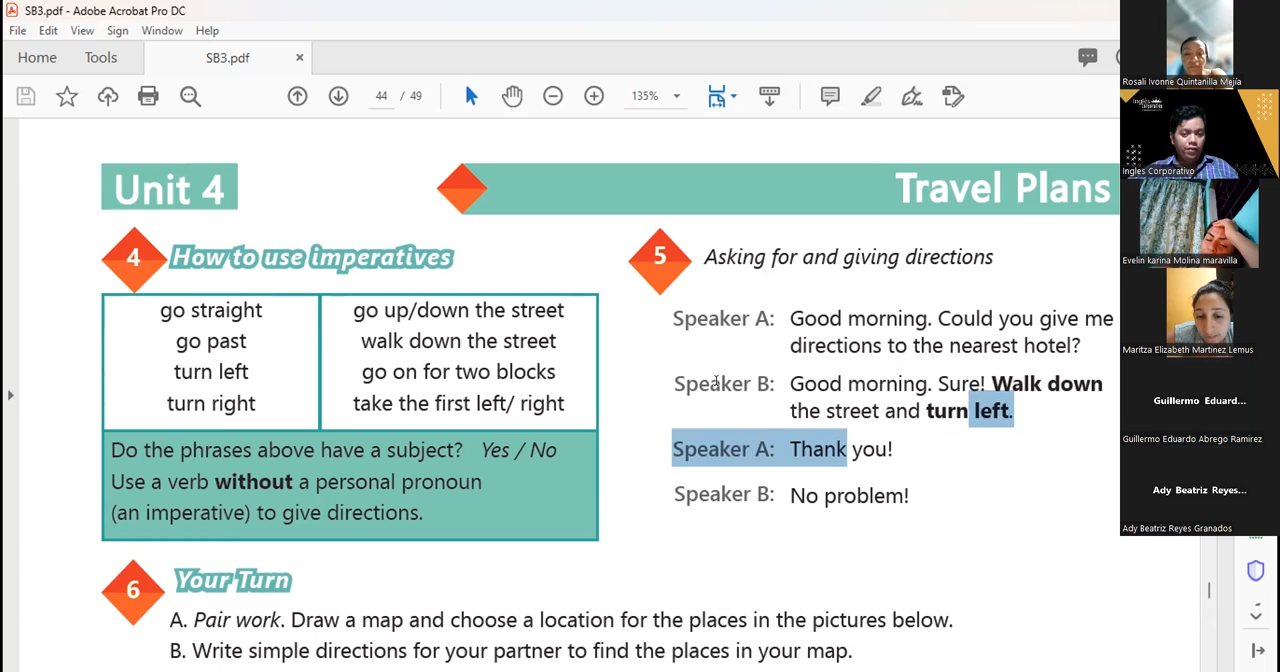 SB3.pdf - Adobe Acrobat Pro DC
File Edit View Sign Window Help
Home Tools SB3.pdf ×
44 / 49 135%
Unit 4
Travel Plans
4 How to use imperatives
go straight
go past
turn left
turn right
go up/down the street
walk down the street
go on for two blocks
take the first left/ right
Do the phrases above have a subject? Yes / No
Use a verb without a personal pronoun
(an imperative) to give directions.
5 Asking for and giving directions
Speaker A: Good morning. Could you give me
directions to the nearest hotel?
Speaker B: Good morning. Sure! Walk down
the street and turn left.
Speaker A: Thank you!
Speaker B: No problem!
6 Your Turn
A. Pair work. Draw a map and choose a location for the places in the pictures below.
B. Write simple directions for your partner to find the places in your map.
Rosali Ivonne Quintanilla Mejía
Ingles Corporativo
Evelin karina Molina maravilla
Maritza Elizabeth Martinez Lemus
Guillermo Eduard...
Guillermo Eduardo Abrego Ramirez
Ady Beatriz Reyes...
Ady Beatriz Reyes Granados